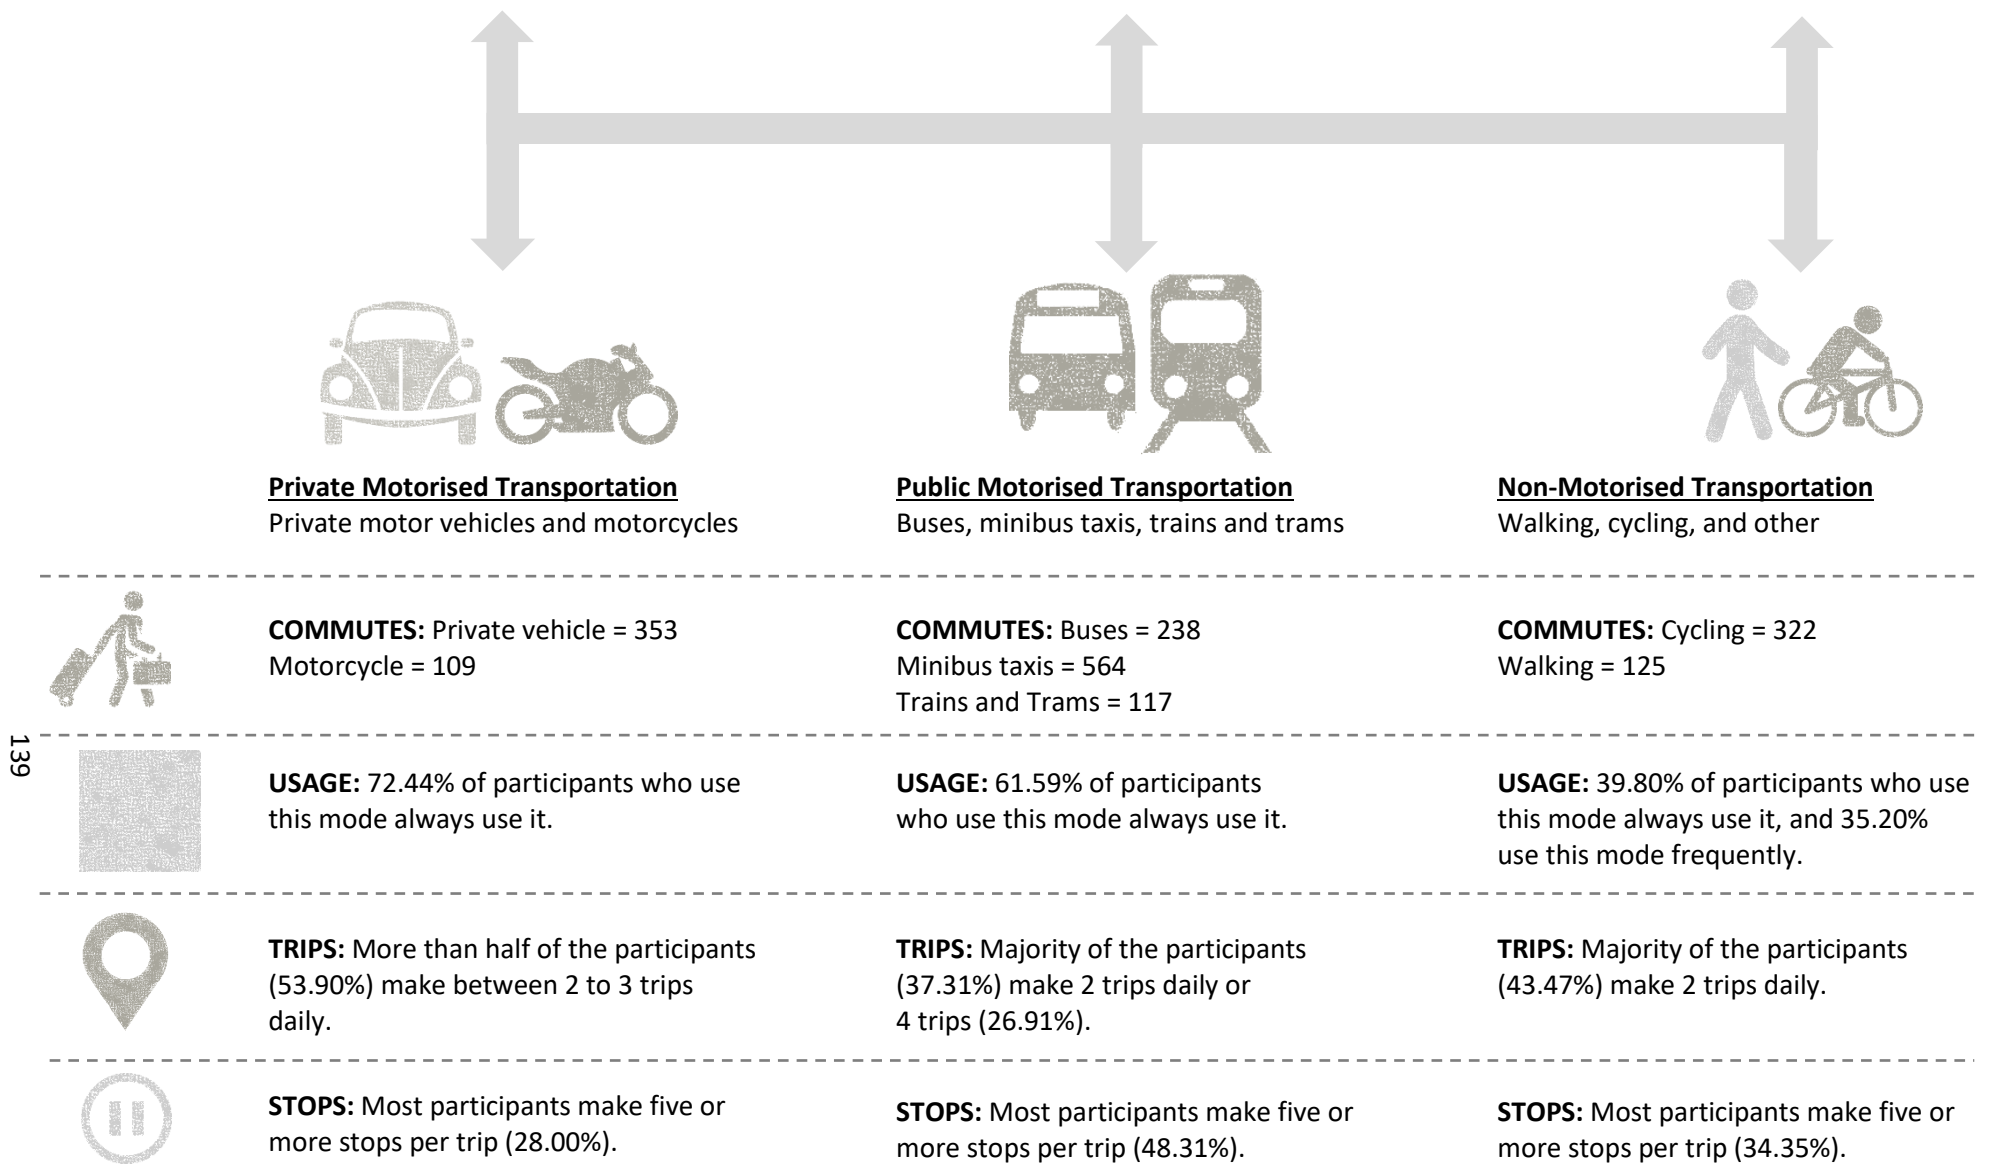 Private Motorised Transportation
Private motor vehicles and motorcycles
Public Motorised Transportation
Buses, minibus taxis, trains and trams
Non-Motorised Transportation
Walking, cycling, and other
COMMUTES: Private vehicle = 353
Motorcycle = 109
COMMUTES: Buses = 238
Minibus taxis = 564
Trains and Trams = 117
COMMUTES: Cycling = 322
Walking = 125
USAGE: 72.44% of participants who use
this mode always use it.
USAGE: 61.59% of participants
who use this mode always use it.
USAGE: 39.80% of participants who use
this mode always use it, and 35.20%
use this mode frequently.
TRIPS: More than half of the participants
(53.90%) make between 2 to 3 trips
daily.
TRIPS: Majority of the participants
(37.31%) make 2 trips daily or
4 trips (26.91%).
TRIPS: Majority of the participants
(43.47%) make 2 trips daily.
STOPS: Most participants make five or
more stops per trip (28.00%).
STOPS: Most participants make five or
more stops per trip (48.31%).
STOPS: Most participants make five or
more stops per trip (34.35%).
139